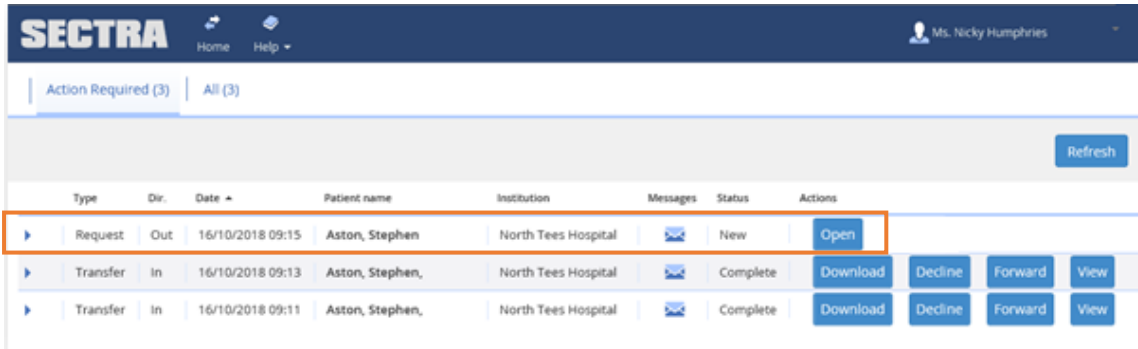 SECTRA Home Help Ms. Nicky Humphries
Action Required (3) All (3)
Refresh
Type Dir. Date Patient name Institution Messages Status Actions
Request Out 16/10/2018 09:15 Aston, Stephen North Tees Hospital New Open
Transfer In 16/10/2018 09:13 Aston, Stephen, North Tees Hospital Complete Download Decline Forward View
Transfer In 16/10/2018 09:11 Aston, Stephen, North Tees Hospital Complete Download Decline Forward View